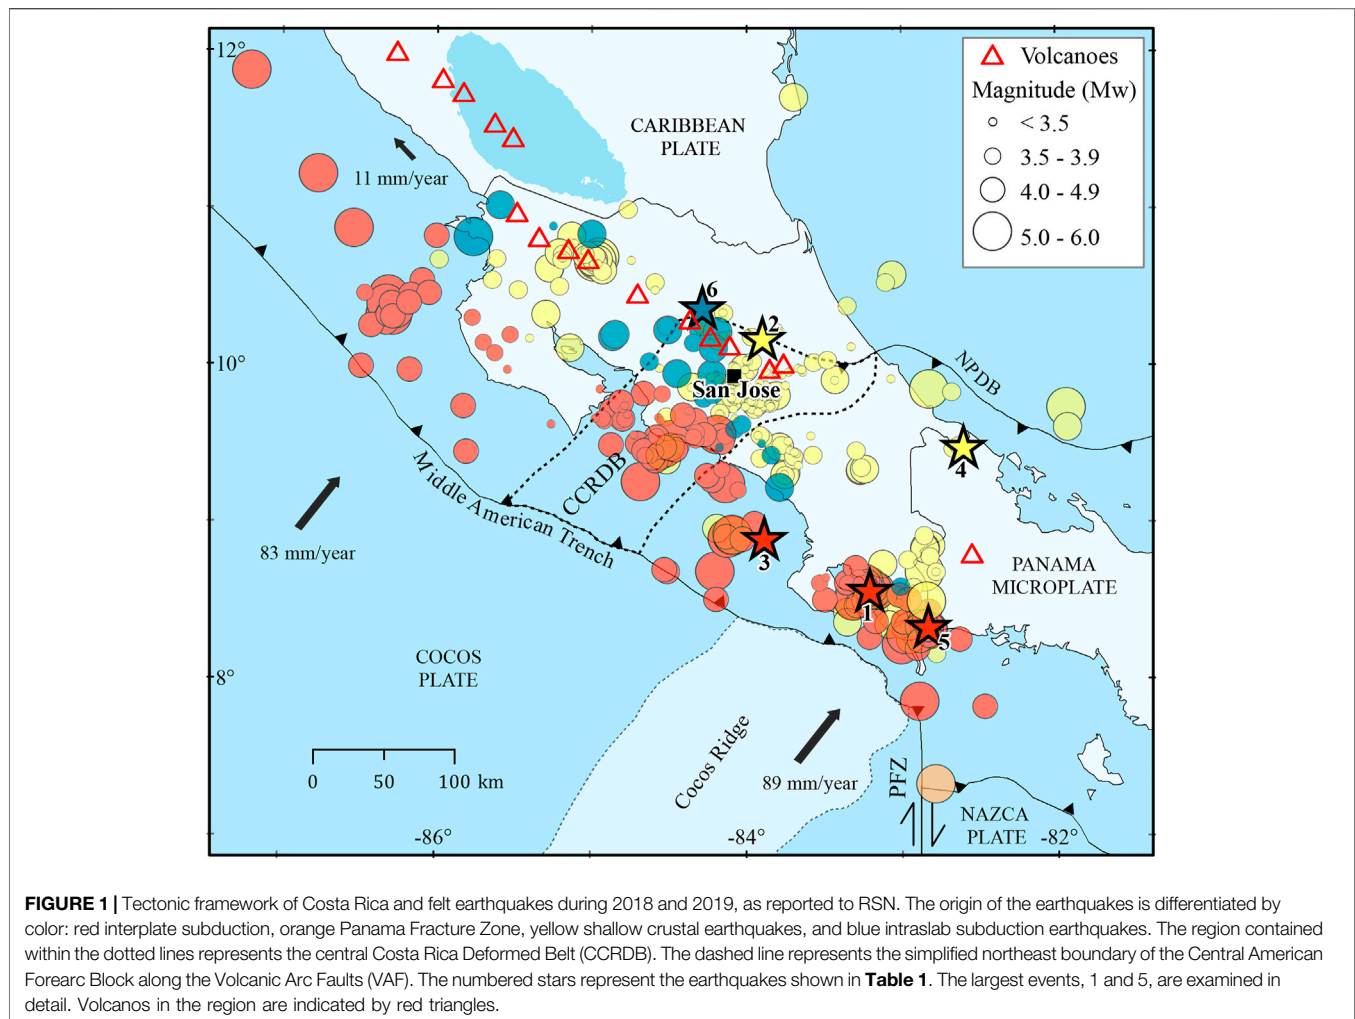 12°
CARIBBEAN
PLATE
Volcanoes
Magnitude (Mw)
< 3.5
3.5 - 3.9
4.0 - 4.9
5.0 - 6.0
11 mm/year
6
2
10°
San Jose
NPDB
4
CCRDB
Middle American Trench
83 mm/year
3
PANAMA
MICROPLATE
1
5
COCOS
PLATE
8°
Cocos Ridge
89 mm/year
PFZ
NAZCA
PLATE
0 50 100 km
-86°
-84°
-82°
FIGURE 1 | Tectonic framework of Costa Rica and felt earthquakes during 2018 and 2019, as reported to RSN. The origin of the earthquakes is differentiated by
color: red interplate subduction, orange Panama Fracture Zone, yellow shallow crustal earthquakes, and blue intraslab subduction earthquakes. The region contained
within the dotted lines represents the central Costa Rica Deformed Belt (CCRDB). The dashed line represents the simplified northeast boundary of the Central American
Forearc Block along the Volcanic Arc Faults (VAF). The numbered stars represent the earthquakes shown in Table 1. The largest events, 1 and 5, are examined in
detail. Volcanos in the region are indicated by red triangles.